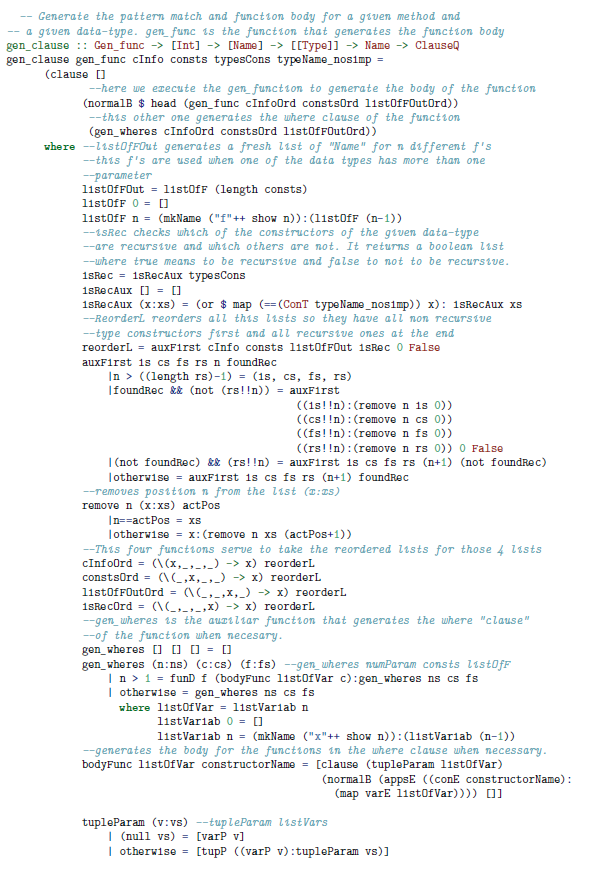 -- Generate the pattern match and function body for a given method and
-- a given data-type. gen_func is the function that generates the function body
gen_clause :: Gen_func -> [Int] -> [Name] -> [[Type]] -> Name -> ClauseQ
gen_clause gen_func cInfo consts typesCons typeName_nosimp =
(clause []
--here we execute the gen_function to generate the body of the function
(normalB $ head (gen_func cInfoOrd constsOrd listOfFOutOrd))
--this other one generates the where clause of the function
(gen_wheres cInfoOrd constsOrd listOfFOutOrd))
where --listOfFOut generates a fresh list of "Name" for n different f's
--this f's are used when one of the data types has more than one
--parameter
listOfFOut = listOfF (length consts)
listOfF 0 = []
listOfF n = (mkName ("f"++ show n)):(listOfF (n-1))
--isRec checks which of the constructors of the given data-type
--are recursive and which others are not. It returns a boolean list
--where true means to be recursive and false to not to be recursive.
isRec = isRecAux typesCons
isRecAux [] = []
isRecAux (x:xs) = (or $ map (==(ConT typeName_nosimp)) x): isRecAux xs
--ReorderL reorders all this lists so they have all non recursive
--type constructors first and all recursive ones at the end
reorderL = auxFirst cInfo consts listOfFOut isRec 0 False
auxFirst is cs fs rs n foundRec
|n > ((length rs)-1) = (is, cs, fs, rs)
|foundRec && (not (rs!!n)) = auxFirst
((is!!n):(remove n is 0))
((cs!!n):(remove n cs 0))
((fs!!n):(remove n fs 0))
((rs!!n):(remove n rs 0)) 0 False
|(not foundRec) && (rs!!n) = auxFirst is cs fs rs (n+1) (not foundRec)
|otherwise = auxFirst is cs fs rs (n+1) foundRec
--removes position n from the list (x:xs)
remove n (x:xs) actPos
|n==actPos = xs
|otherwise = x:(remove n xs (actPos+1))
--This four functions serve to take the reordered lists for those 4 lists
cInfoOrd = (\(x,_,_,_) -> x) reorderL
constsOrd = (\(_,x,_,_) -> x) reorderL
listOfFOutOrd = (\(_,_,x,_) -> x) reorderL
isRecOrd = (\(_,_,_,x) -> x) reorderL
--gen_wheres is the auxiliar function that generates the where "clause"
--of the function when necesary.
gen_wheres [] [] [] = []
gen_wheres (n:ns) (c:cs) (f:fs) --gen_wheres numParam consts listOfF
| n > 1 = funD f (bodyFunc listOfVar c):gen_wheres ns cs fs
| otherwise = gen_wheres ns cs fs
where listOfVar = listVariab n
listVariab 0 = []
listVariab n = (mkName ("x"++ show n)):(listVariab (n-1))
--generates the body for the functions in the where clause when necessary.
bodyFunc listOfVar constructorName = [clause (tupleParam listOfVar)
(normalB (appsE ((conE constructorName):
(map varE listOfVar)))) []]
tupleParam (v:vs) --tupleParam listVars
| (null vs) = [varP v]
| otherwise = [tupP ((varP v):tupleParam vs)]